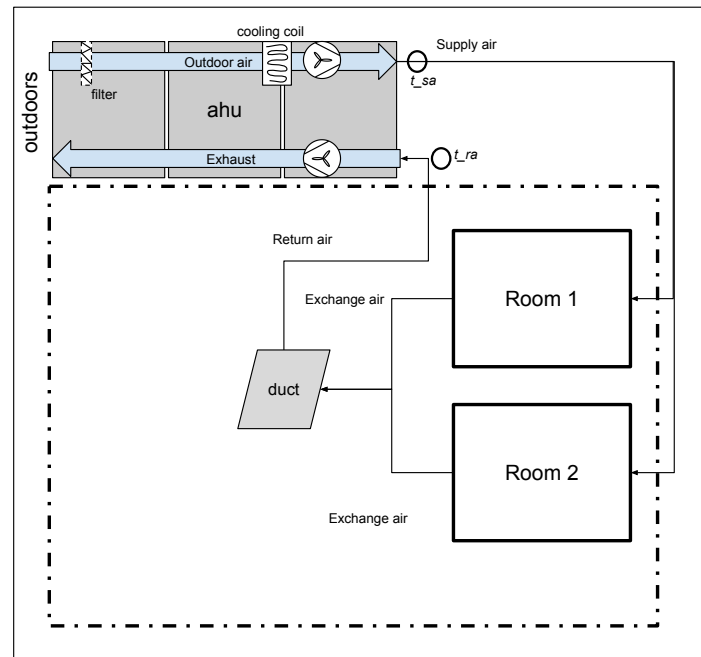 cooling coil
Supply air
Outdoor air
t_sa
filter
ahu
outdoors
Exhaust
t_ra
Return air
Exchange air
Room 1
duct
Room 2
Exchange air